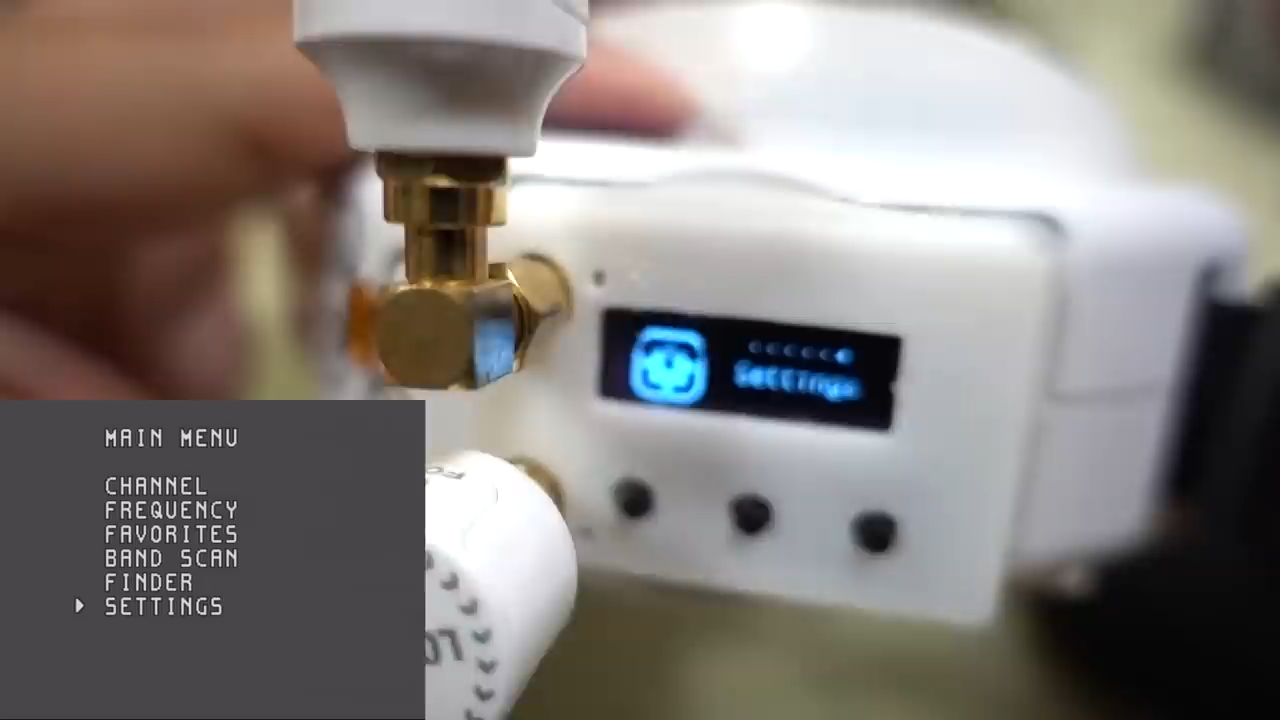 Settings
MAIN MENU
CHANNEL
FREQUENCY
FAVORITES
BAND SCAN
FINDER
SETTINGS